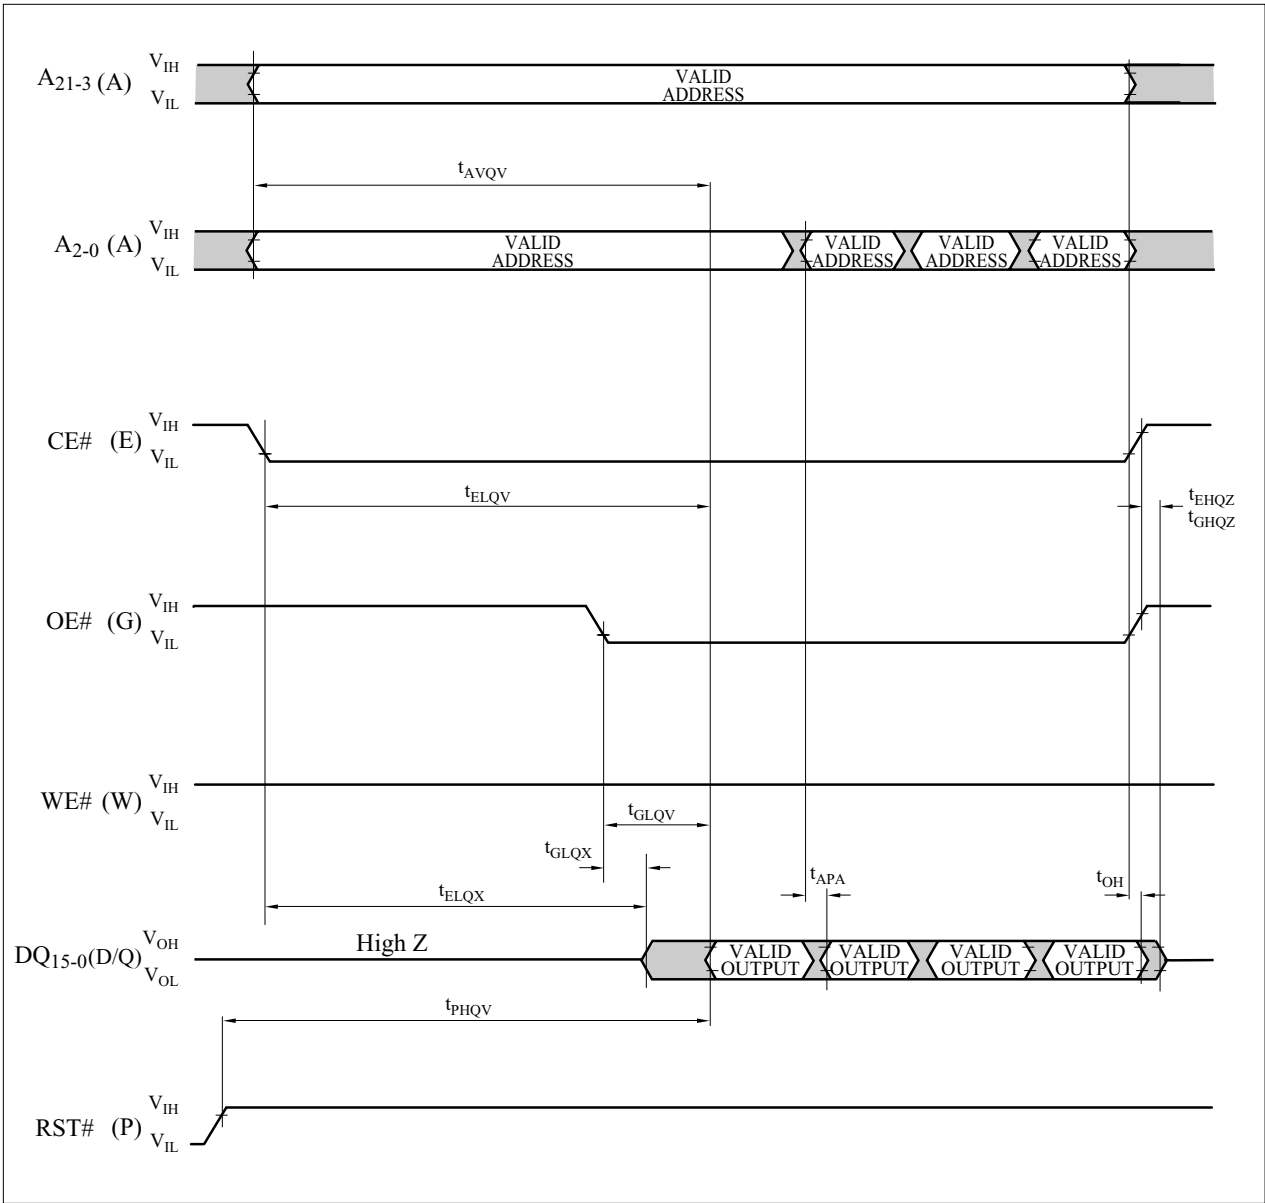 A21-3 (A) VIH VIL VALID ADDRESS
tAVQV
A2-0 (A) VIH VIL VALID ADDRESS VALID ADDRESS VALID ADDRESS VALID ADDRESS
CE# (E) VIH VIL
tELQV
tEHQZ
tGHQZ
OE# (G) VIH VIL
WE# (W) VIH VIL
tGLQV
tGLQX
tAPA
tOH
tELQX
DQ15-0(D/Q) VOH VOL High Z VALID OUTPUT VALID OUTPUT VALID OUTPUT VALID OUTPUT
tPHQV
RST# (P) VIH VIL